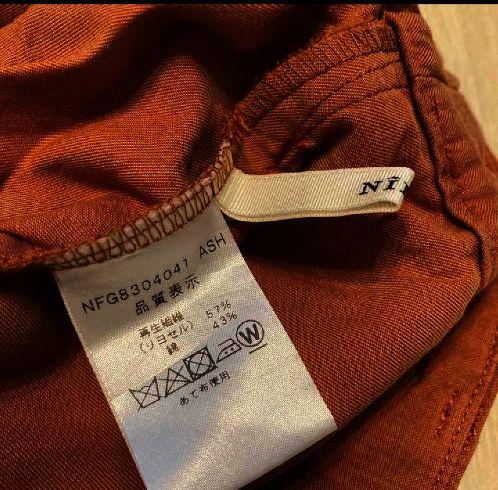 NFG8304041 ASH
品質表示
再生繊維
(リヨセル) 57%
綿 43%
W
あて布使用